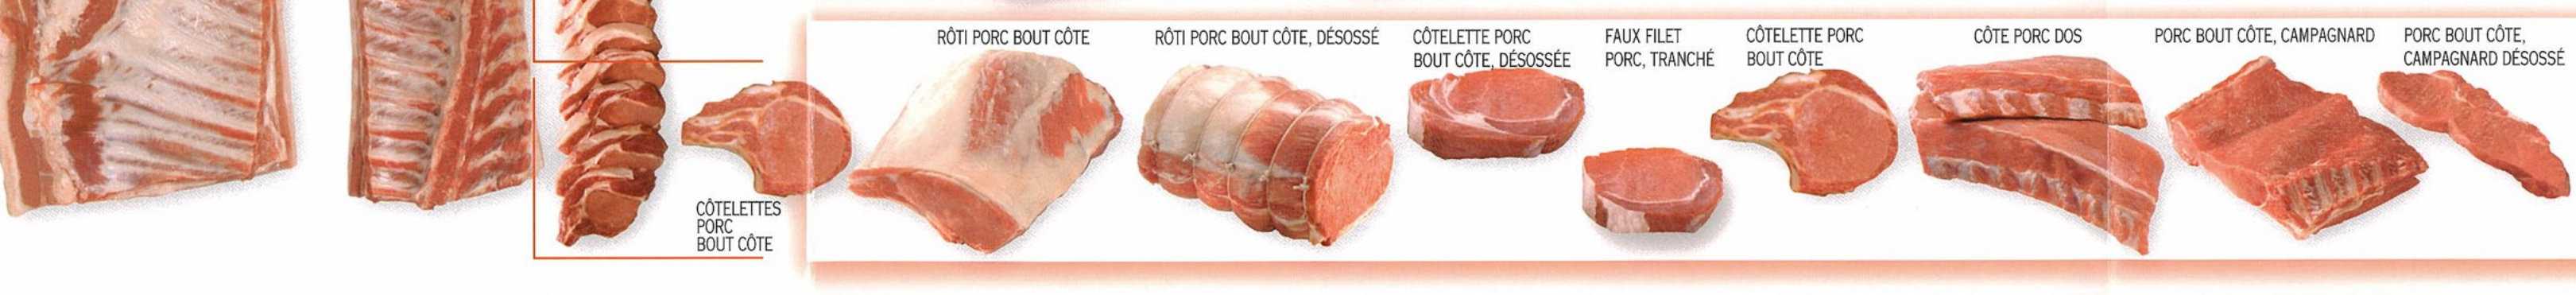 CÔTELETTES
PORC
BOUT CÔTE
RÔTI PORC BOUT CÔTE
RÔTI PORC BOUT CÔTE, DÉSOSSÉ
CÔTELETTE PORC
BOUT CÔTE, DÉSOSSÉE
FAUX FILET
PORC, TRANCHÉ
CÔTELETTE PORC
BOUT CÔTE
CÔTE PORC DOS
PORC BOUT CÔTE, CAMPAGNARD
PORC BOUT CÔTE,
CAMPAGNARD DÉSOSSÉ